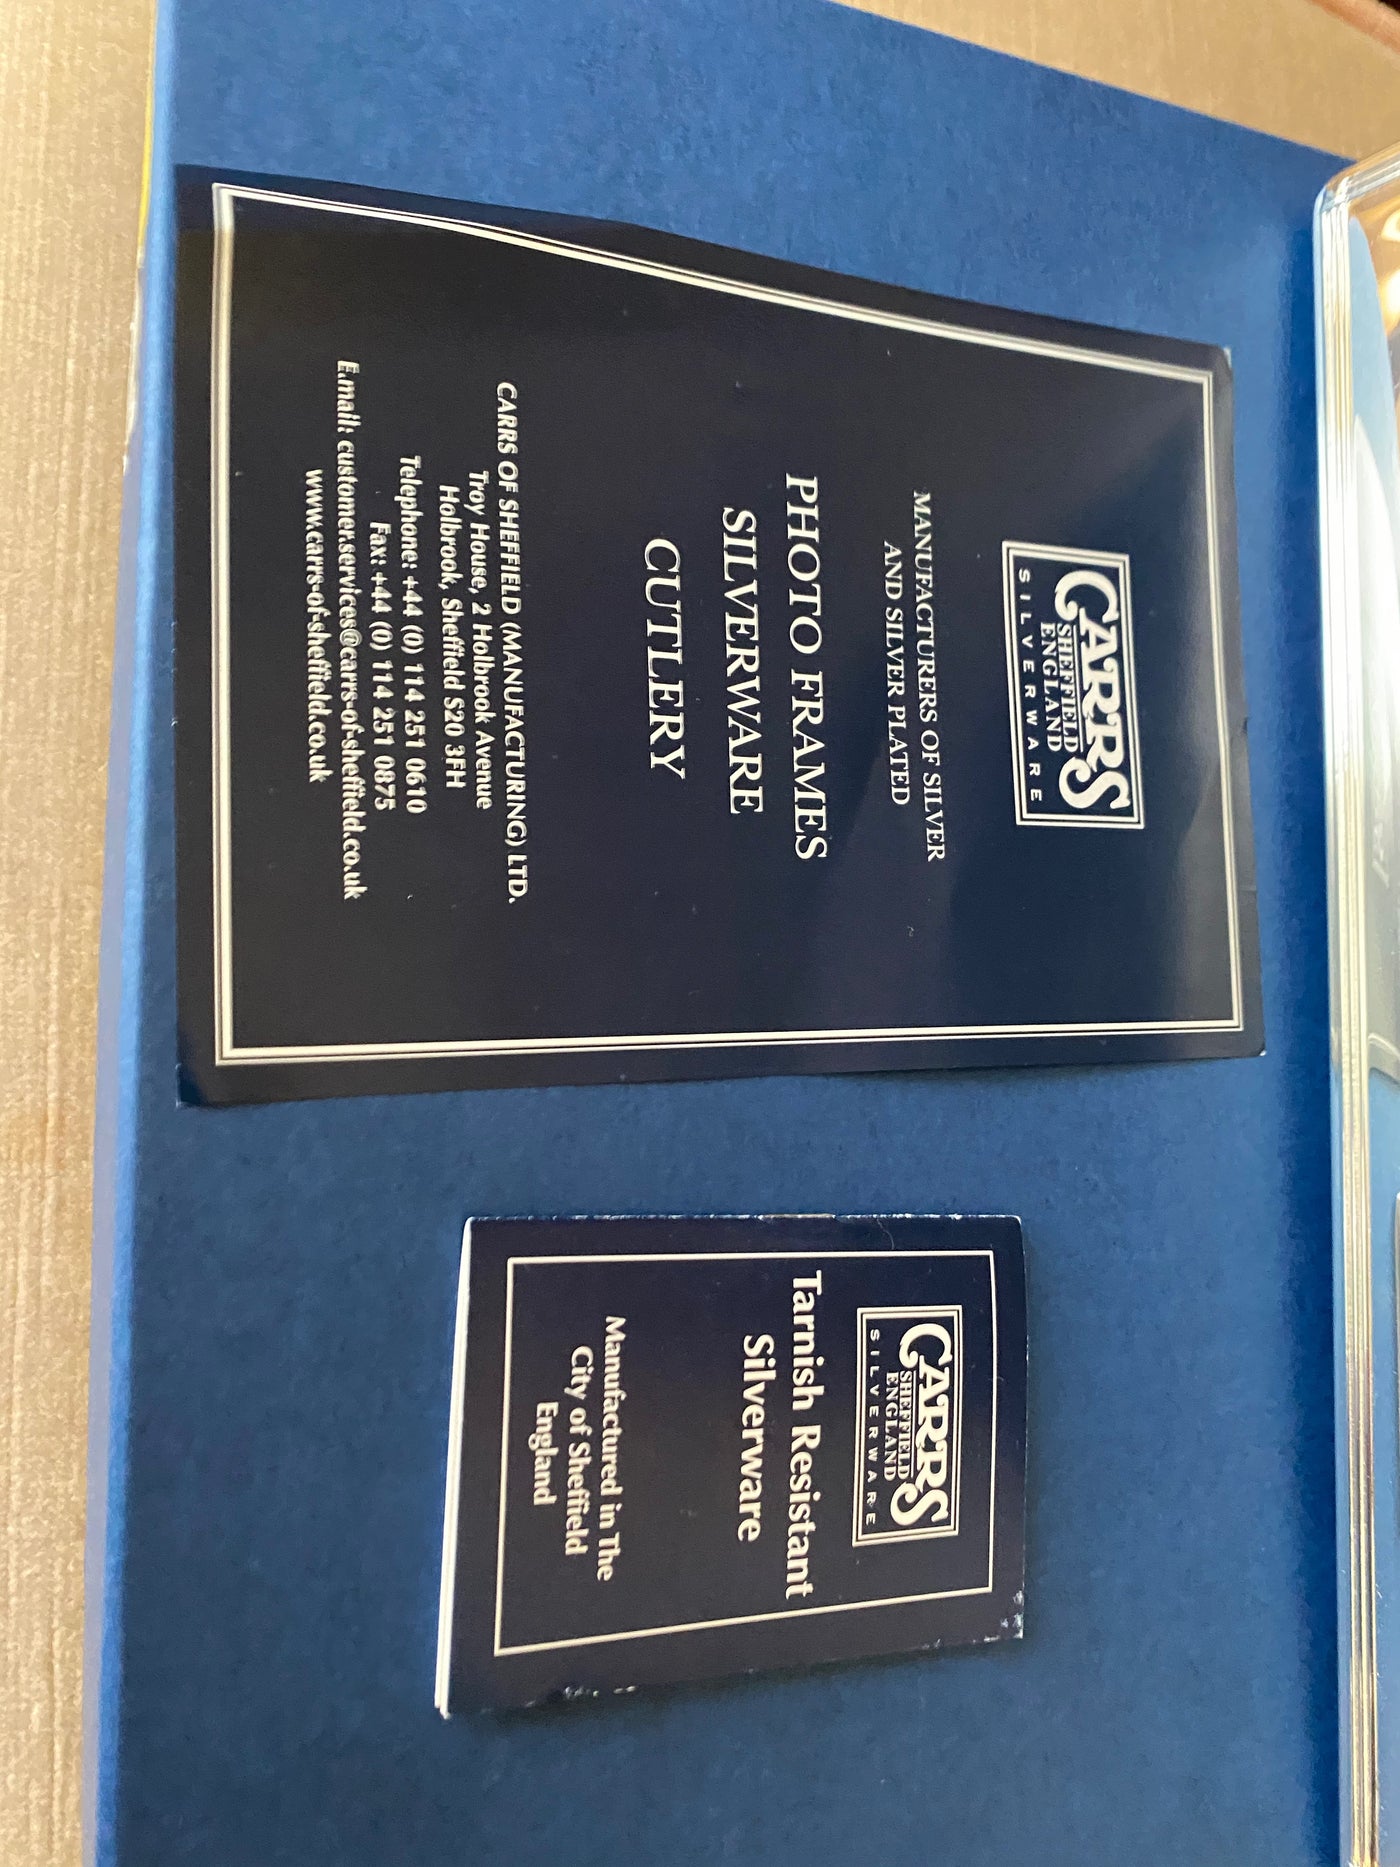 CARRS
SHEFFIELD
ENGLAND
SILVERWARE
MANUFACTURERS OF SILVER
AND SILVER PLATED
PHOTO FRAMES
SILVERWARE
CUTLERY
CARRS OF SHEFFIELD (MANUFACTURING) LTD.
Troy House, 2 Holbrook Avenue
Holbrook, Sheffield S20 3FH
Telephone: +44 (0) 114 251 0610
Fax: +44 (0) 114 251 0875
E.mail: customer.services@carrs-of-sheffield.co.uk
www.carrs-of-sheffield.co.uk
CARRS
SHEFFIELD
ENGLAND
SILVERWARE
Tarnish Resistant
Silverware
Manufactured in The
City of Sheffield
England